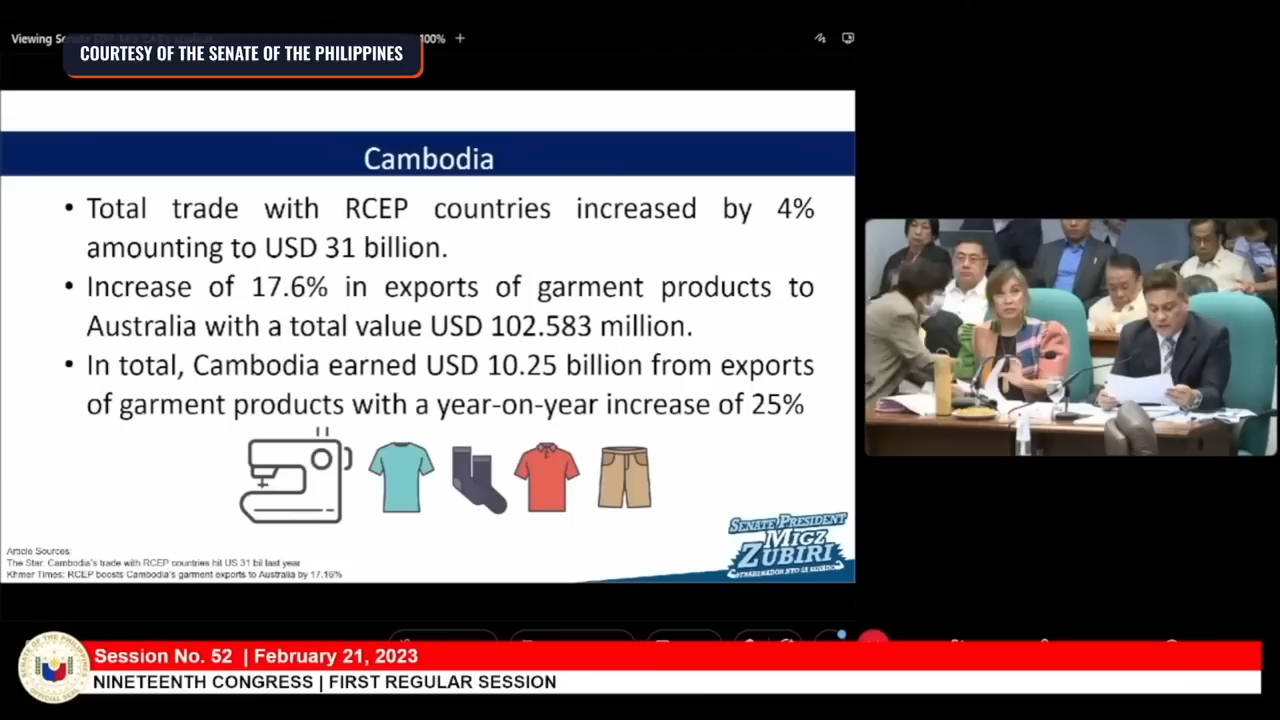 Viewing Se
100% +
COURTESY OF THE SENATE OF THE PHILIPPINES
Cambodia
• Total trade with RCEP countries increased by 4%
amounting to USD 31 billion.
• Increase of 17.6% in exports of garment products to
Australia with a total value USD 102.583 million.
• In total, Cambodia earned USD 10.25 billion from exports
of garment products with a year-on-year increase of 25%
SENATE PRESIDENT
MIGZ
ZUBIRI
Article Sources:
The Star: Cambodia's trade with RCEP countries hit US 31 bil last year
Khmer Times: RCEP boosts Cambodia's garment exports to Australia by 17.16%
Session No. 52 | February 21, 2023
NINETEENTH CONGRESS | FIRST REGULAR SESSION